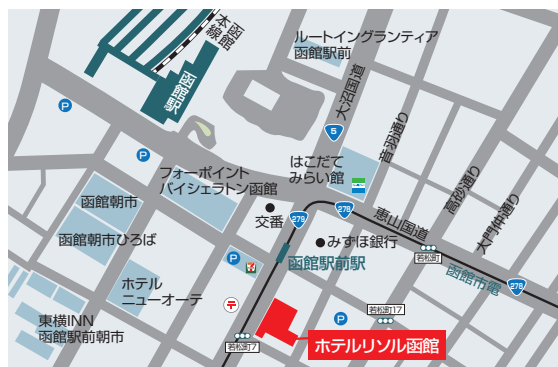 函館本線
函館駅
ルートイングランティア
函館駅前
大沼国道
5
音羽通り
高砂通り
大門仲通り
P
P
フォーポイント
バイシェラトン函館
はこだて
みらい館
函館朝市
函館朝市ひろば
交番
279
278
恵山国道
みずほ銀行
若松町
函館市電
278
函館駅前駅
P
7
ホテル
ニューオーテ
〒
東横INN
函館駅前朝市
若松町7
若松町17
P
ホテルリソル函館